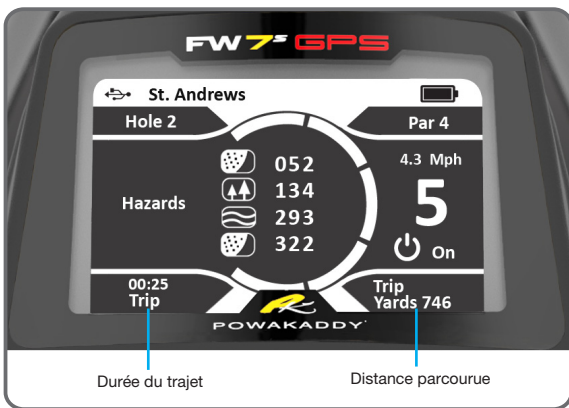 FW7s GPS
St. Andrews
Hole 2
Par 4
Hazards
052
134
293
322
4.3 Mph
5
On
00:25
Trip
Trip
Yards 746
POWAKADDY
Durée du trajet
Distance parcourue